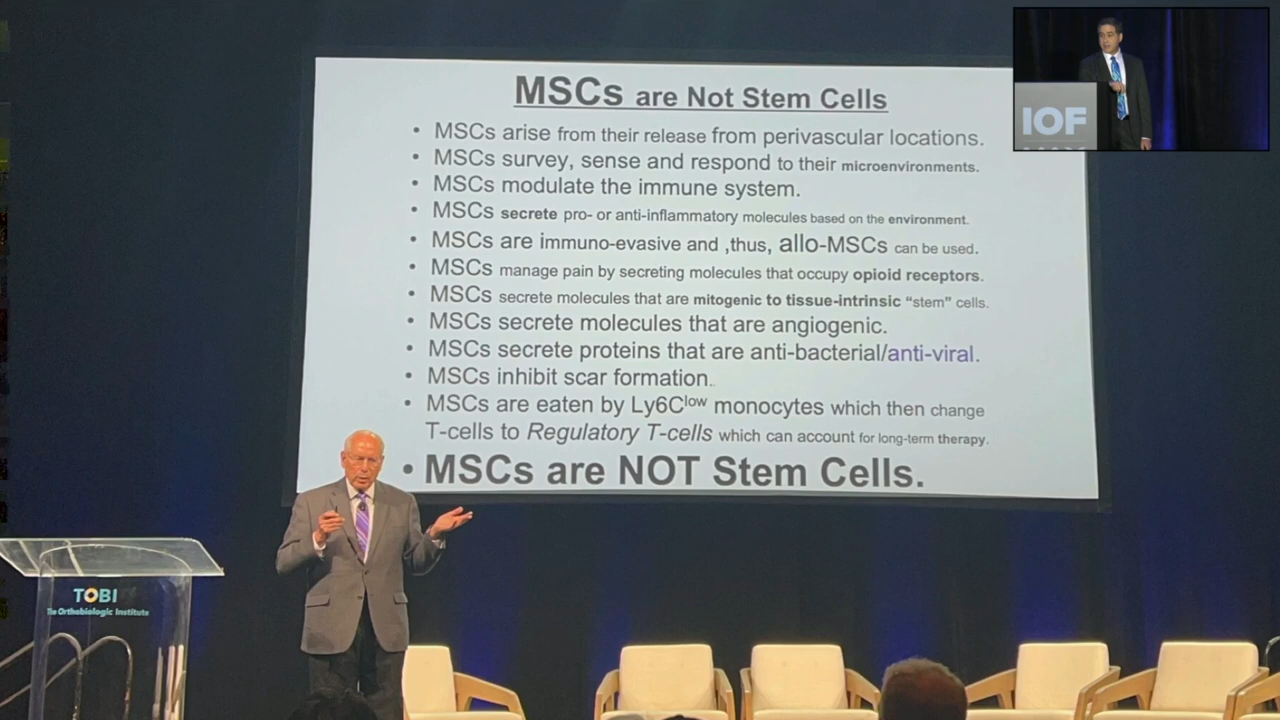 MSCs are Not Stem Cells
• MSCs arise from their release from perivascular locations.
• MSCs survey, sense and respond to their microenvironments.
• MSCs modulate the immune system.
• MSCs secrete pro- or anti-inflammatory molecules based on the environment.
• MSCs are immuno-evasive and ,thus, allo-MSCs can be used.
• MSCs manage pain by secreting molecules that occupy opioid receptors.
• MSCs secrete molecules that are mitogenic to tissue-intrinsic “stem” cells.
• MSCs secrete molecules that are angiogenic.
• MSCs secrete proteins that are anti-bacterial/anti-viral.
• MSCs inhibit scar formation.
• MSCs are eaten by Ly6Clow monocytes which then change
T-cells to Regulatory T-cells which can account for long-term therapy.
• MSCs are NOT Stem Cells.
IOF
TOBI
The Orthobiologic Institute